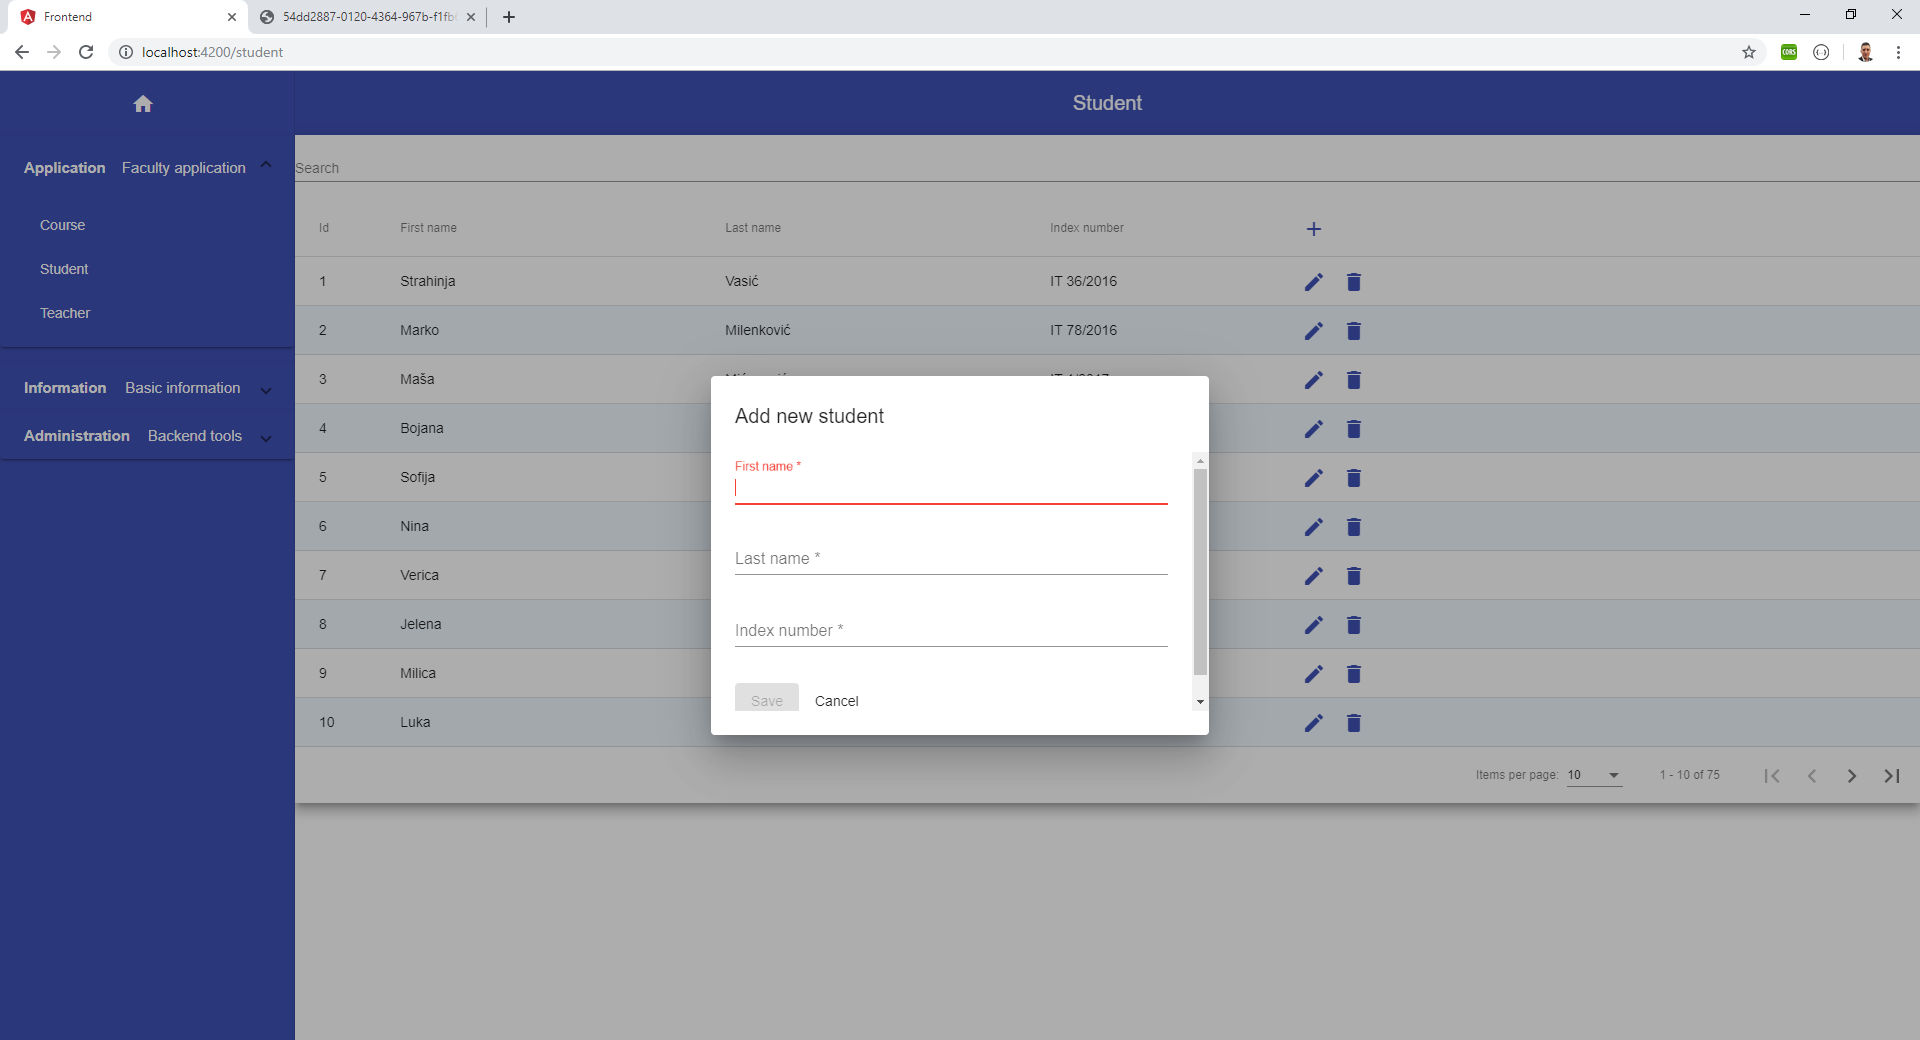 Frontend
54dd2887-0120-4364-967b-f1fb
localhost:4200/student
CORS
Student
Application Faculty application
Search
Course
Student
Teacher
Information Basic information
Administration Backend tools
Id First name Last name Index number
1 Strahinja Vasić IT 36/2016
2 Marko Milenković IT 78/2016
3 Maša
4 Bojana
5 Sofija
6 Nina
7 Verica
8 Jelena
9 Milica
10 Luka
Add new student
First name *
Last name *
Index number *
Save Cancel
Items per page: 10 1 - 10 of 75